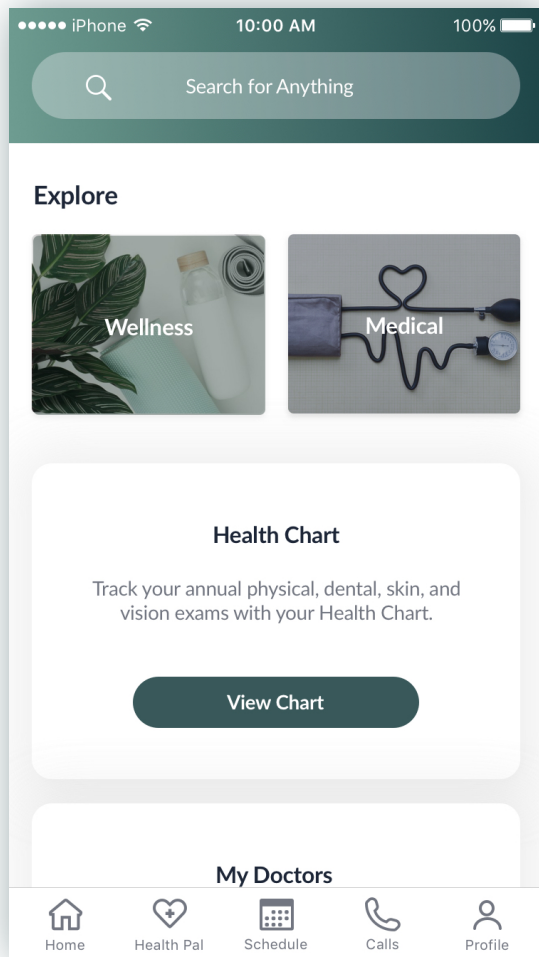 iPhone 10:00 AM 100%
Search for Anything
Explore
Wellness Medical
Health Chart
Track your annual physical, dental, skin, and
vision exams with your Health Chart.
View Chart
My Doctors
Home Health Pal Schedule Calls Profile